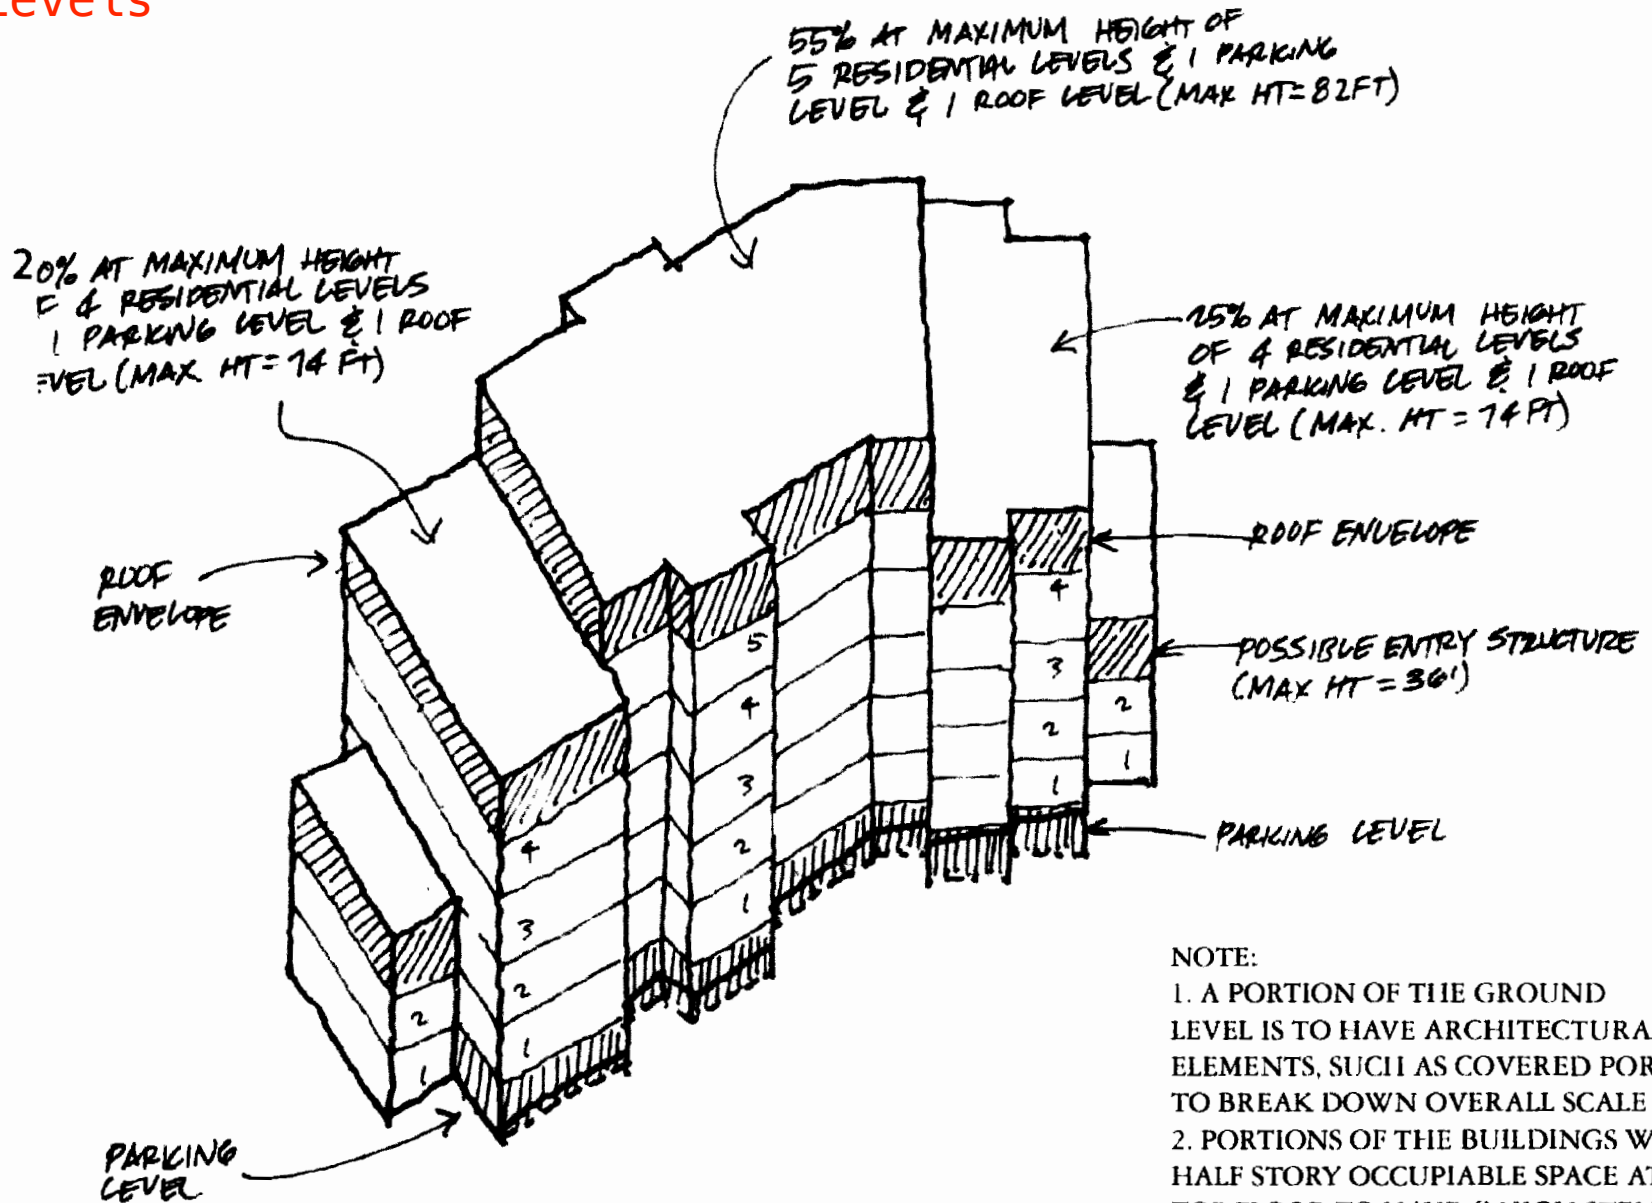 Levels
55% AT MAXIMUM HEIGHT OF
5 RESIDENTIAL LEVELS & 1 PARKING
LEVEL & 1 ROOF LEVEL (MAX HT=82FT)
20% AT MAXIMUM HEIGHT
F 4 RESIDENTIAL LEVELS
1 PARKING LEVEL & 1 ROOF
EVEL (MAX. HT=74 FT)
25% AT MAXIMUM HEIGHT
OF 4 RESIDENTIAL LEVELS
& 1 PARKING LEVEL & 1 ROOF
LEVEL (MAX. HT = 74 FT)
ROOF
ENVELOPE
ROOF ENVELOPE
POSSIBLE ENTRY STRUCTURE
(MAX HT = 36')
PARKING LEVEL
5
4
3
2
1
4
3
2
1
2
1
4
3
2
1
2
1
PARKING
LEVEL
NOTE:
1. A PORTION OF THE GROUND
LEVEL IS TO HAVE ARCHITECTURA
ELEMENTS, SUCH AS COVERED POR
TO BREAK DOWN OVERALL SCALE
2. PORTIONS OF THE BUILDINGS W
HALF STORY OCCUPIABLE SPACE AT